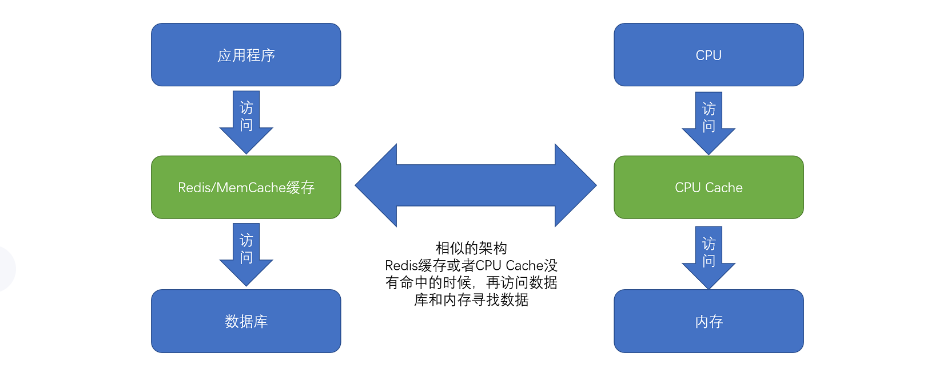 应用程序
CPU
访问
访问
Redis/MemCache缓存
CPU Cache
访问
访问
相似的架构
Redis缓存或者CPU Cache没
有命中的时候，再访问数据
库和内存寻找数据
数据库
内存